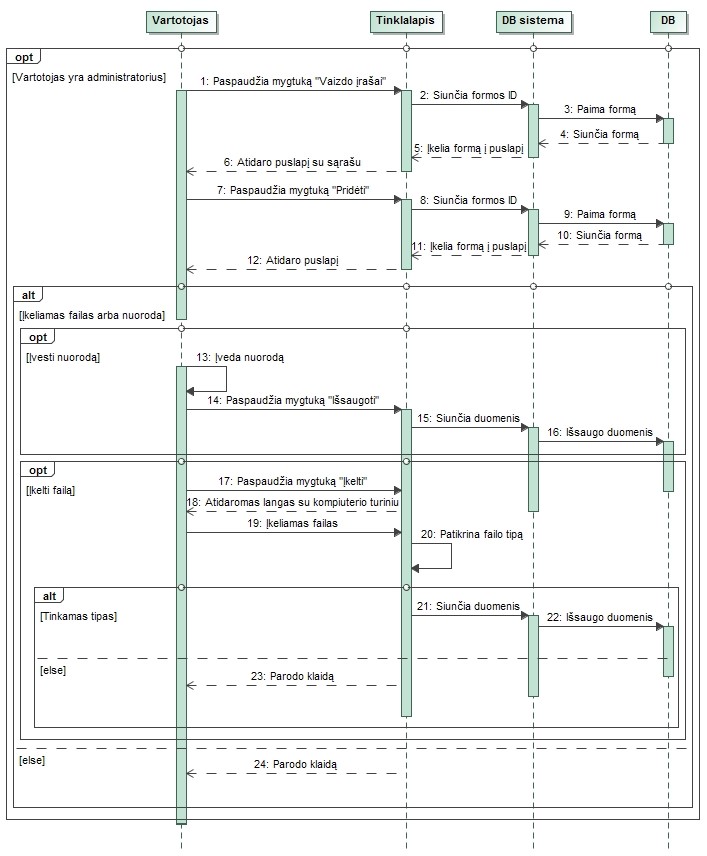 Vartotojas
Tinklalapis
DB sistema
DB
opt
[Vartotojas yra administratorius]
1: Paspaudžia mygtuką "Vaizdo įrašai"
2: Siunčia formos ID
3: Paima formą
4: Siunčia formą
5: Įkelia formą į puslapį
6: Atidaro puslapį su sąrašu
7: Paspaudžia mygtuką "Pridėti"
8: Siunčia formos ID
9: Paima formą
10: Siunčia formą
11: Įkelia formą į puslapį
12: Atidaro puslapį
alt
[Įkeliamas failas arba nuoroda]
opt
[Įvesti nuorodą]
13: Įveda nuorodą
14: Paspaudžia mygtuką "Išsaugoti"
15: Siunčia duomenis
16: Išsaugo duomenis
opt
[Įkelti failą]
17: Paspaudžia mygtuką "Įkelti"
18: Atidaromas langas su kompiuterio turiniu
19: Įkeliamas failas
20: Patikrina failo tipą
alt
[Tinkamas tipas]
21: Siunčia duomenis
22: Išsaugo duomenis
[else]
23: Parodo klaidą
[else]
24: Parodo klaidą